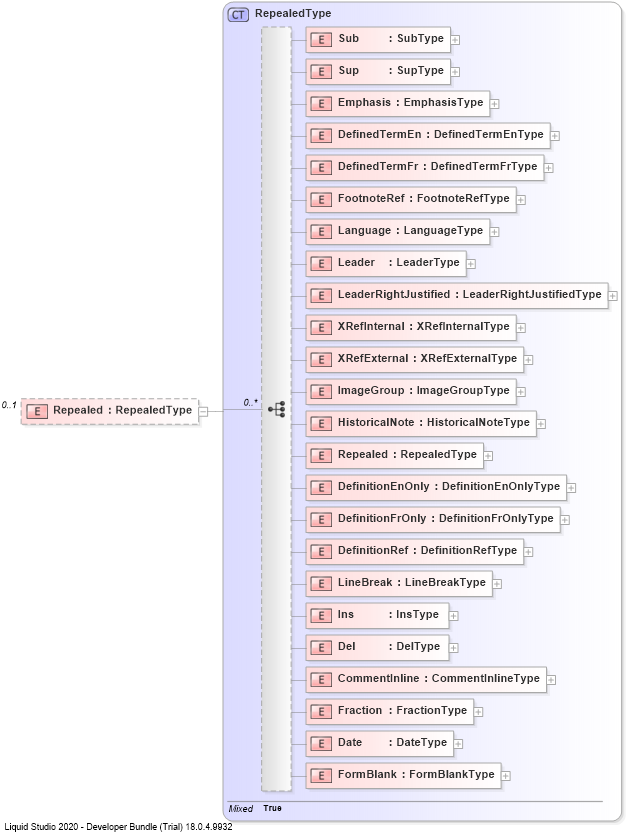 CT RepealedType
E Sub : SubType
E Sup : SupType
E Emphasis : EmphasisType
E DefinedTermEn : DefinedTermEnType
E DefinedTermFr : DefinedTermFrType
E FootnoteRef : FootnoteRefType
E Language : LanguageType
E Leader : LeaderType
E LeaderRightJustified : LeaderRightJustifiedType
E XRefInternal : XRefInternalType
E XRefExternal : XRefExternalType
E ImageGroup : ImageGroupType
0..1
0..*
E Repealed : RepealedType
E HistoricalNote : HistoricalNoteType
E Repealed : RepealedType
E DefinitionEnOnly : DefinitionEnOnlyType
E DefinitionFrOnly : DefinitionFrOnlyType
E DefinitionRef : DefinitionRefType
E LineBreak : LineBreakType
E Ins : InsType
E Del : DelType
E CommentInline : CommentInlineType
E Fraction : FractionType
E Date : DateType
E FormBlank : FormBlankType
Mixed True
Liquid Studio 2020 - Developer Bundle (Trial) 18.0.4.9932